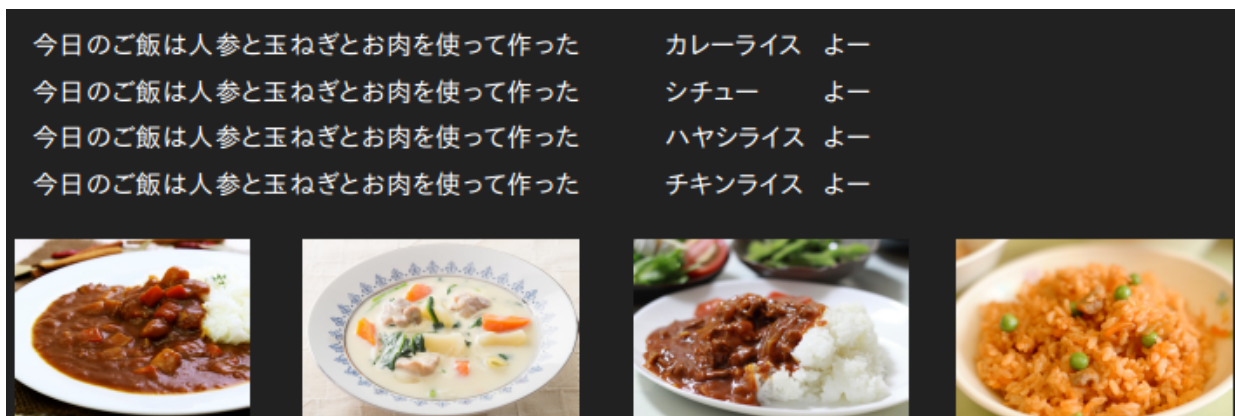 今日のご飯は人参と玉ねぎとお肉を使って作った カレーライス よー
今日のご飯は人参と玉ねぎとお肉を使って作った シチュー よー
今日のご飯は人参と玉ねぎとお肉を使って作った ハヤシライス よー
今日のご飯は人参と玉ねぎとお肉を使って作った チキンライス よー